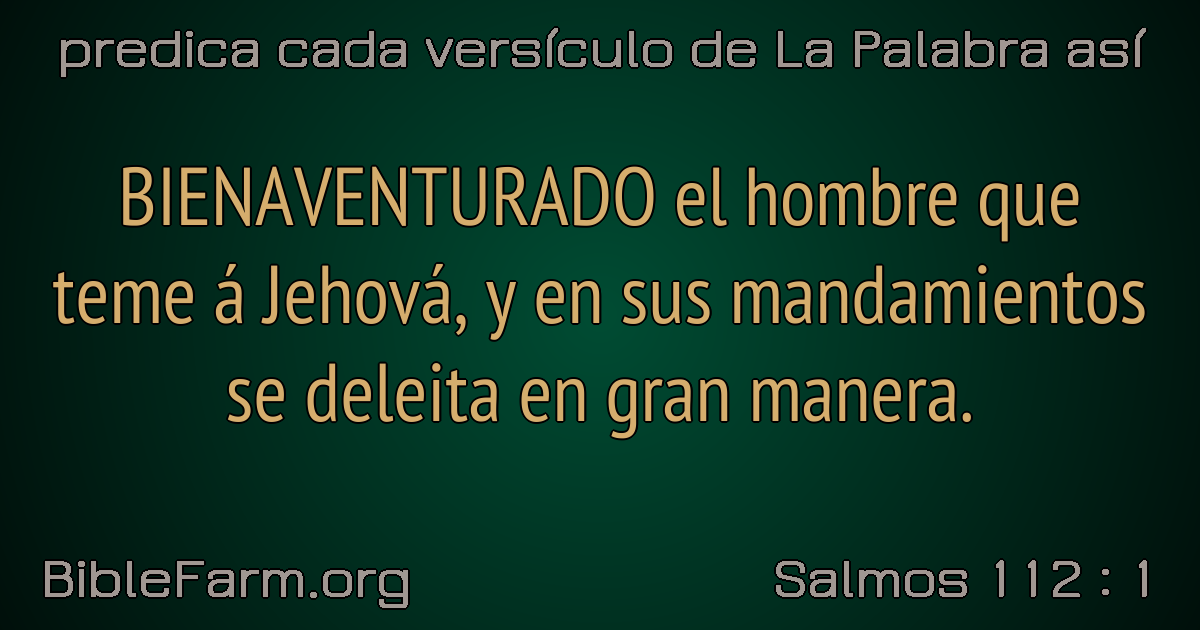 predica cada versículo de La Palabra así
BIENAVENTURADO el hombre que
teme á Jehová, y en sus mandamientos
se deleita en gran manera.
BibleFarm.org
Salmos 112 : 1